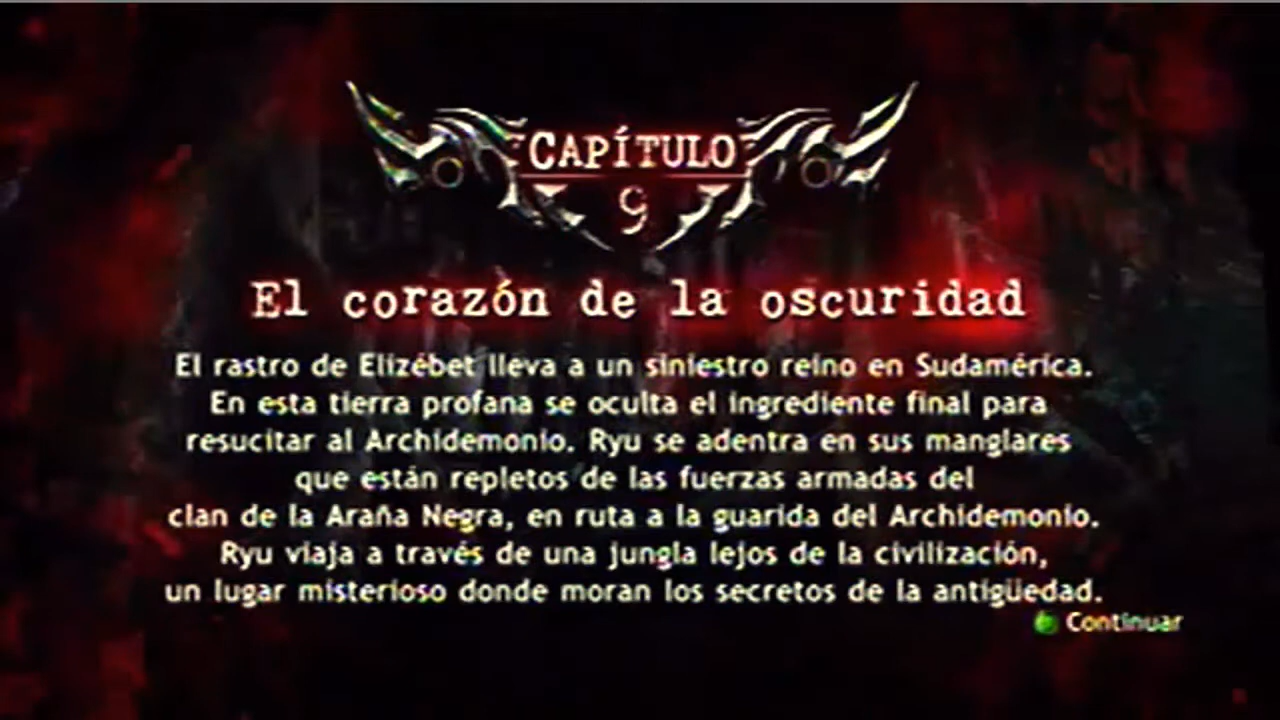 CAPÍTULO
9
El corazón de la oscuridad
El rastro de Elizébet lleva a un siniestro reino en Sudamérica.
En esta tierra profana se oculta el ingrediente final para
resucitar al Archidemonio. Ryu se adentra en sus manglares
que están repletos de las fuerzas armadas del
clan de la Araña Negra, en ruta a la guarida del Archidemonio.
Ryu viaja a través de una jungla lejos de la civilización,
un lugar misterioso donde moran los secretos de la antigüedad.
Continuar